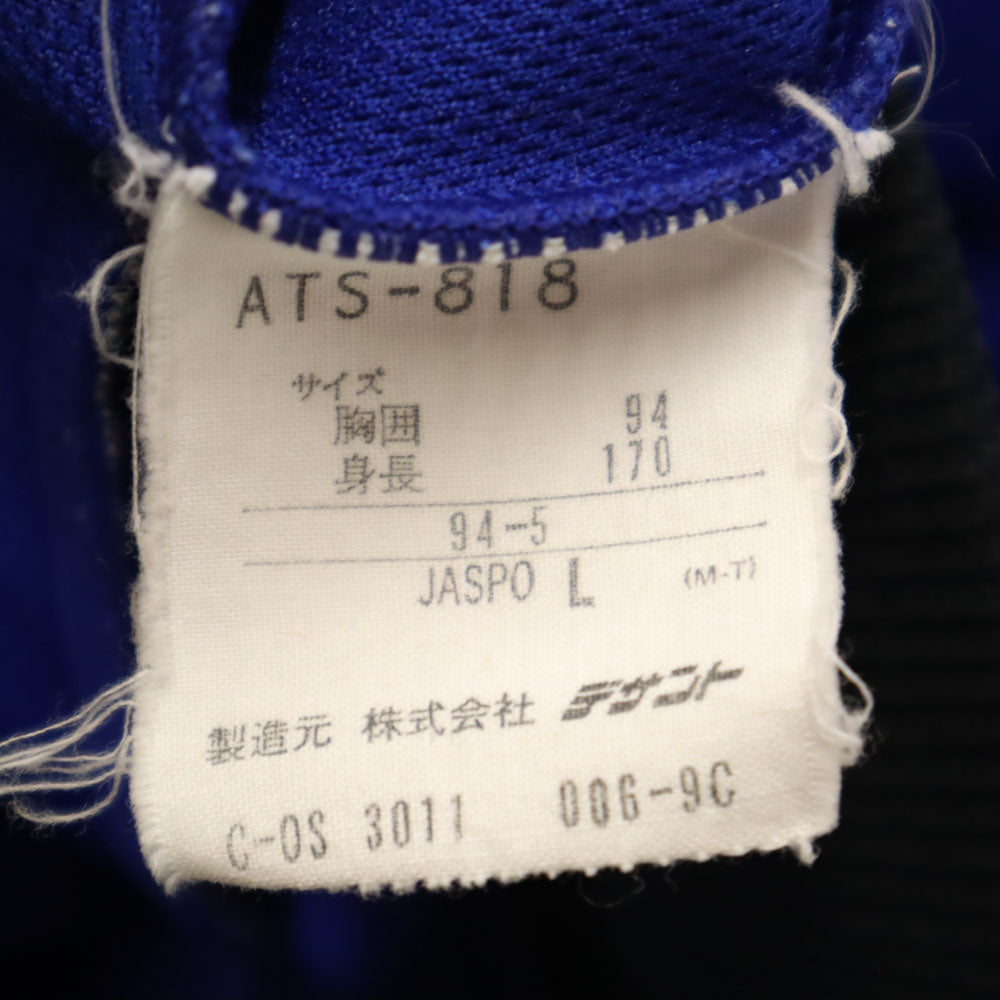 ATS-818
サイズ
胸囲 94
身長 170
94-5
JASPO L (M-T)
製造元 株式会社 デサント
C-OS 3011 006-9C